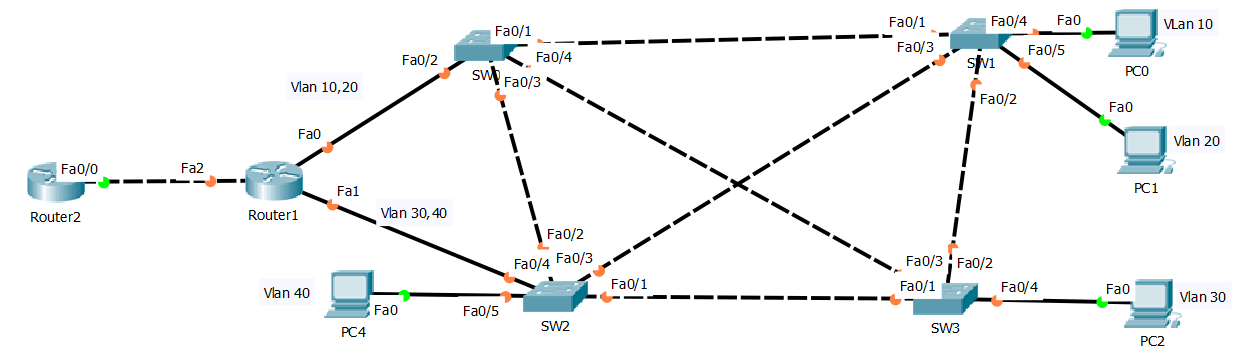 Fa0/1
Fa0/2
SW0
Fa0/4
Fa0/3
Vlan 10,20
Fa0
Fa0/0
Router2
Fa2
Router1
Fa1
Vlan 30,40
Fa0/1
Fa0/3
SW1
Fa0/4
Fa0/5
Fa0/2
Fa0
VLan 10
PC0
Fa0
Vlan 20
PC1
Vlan 40
Fa0
PC4
Fa0/2
Fa0/3
Fa0/4
Fa0/1
Fa0/5
SW2
Fa0/3
Fa0/2
Fa0/1
Fa0/4
SW3
Fa0
Vlan 30
PC2